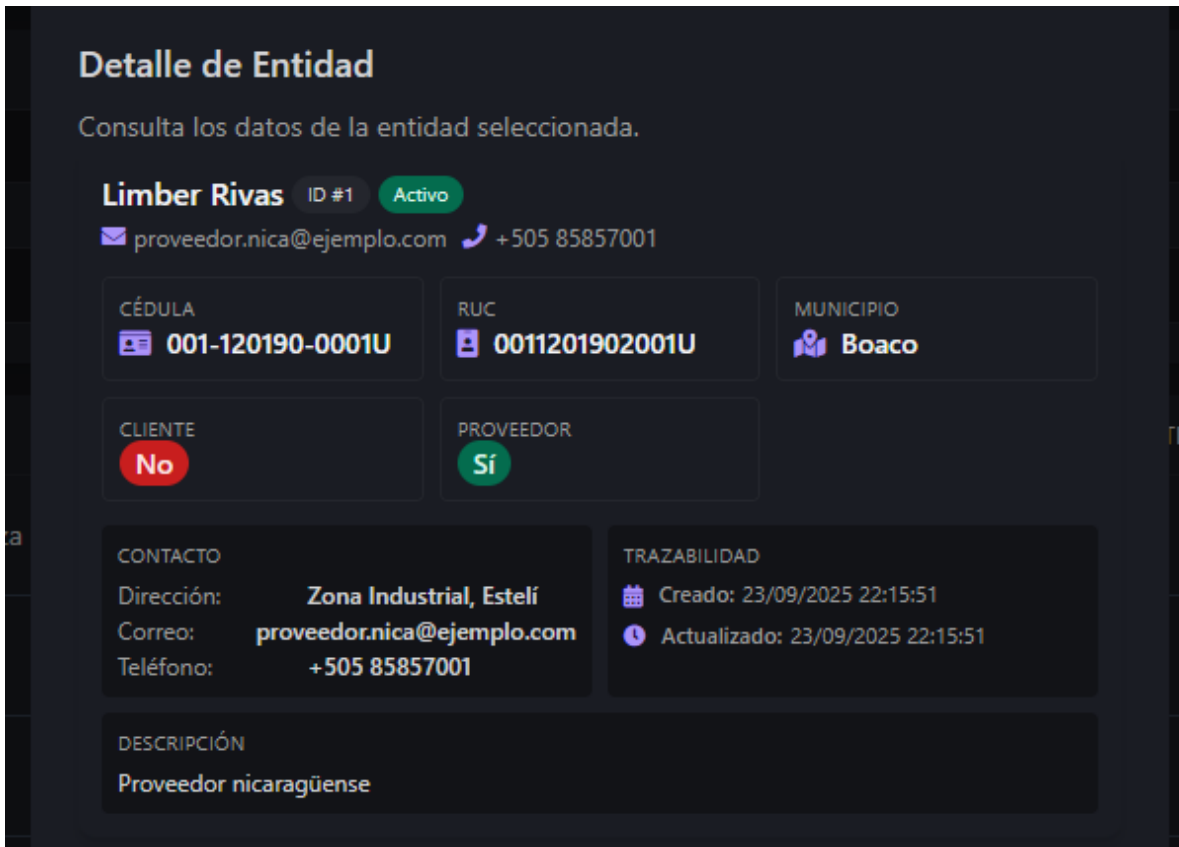 Detalle de Entidad
Consulta los datos de la entidad seleccionada.
Limber Rivas ID #1 Activo
proveedor.nica@ejemplo.com +505 85857001
CÉDULA
001-120190-0001U
RUC
0011201902001U
MUNICIPIO
Boaco
CLIENTE
No
PROVEEDOR
Sí
CONTACTO
Dirección: Zona Industrial, Estelí
Correo: proveedor.nica@ejemplo.com
Teléfono: +505 85857001
TRAZABILIDAD
Creado: 23/09/2025 22:15:51
Actualizado: 23/09/2025 22:15:51
DESCRIPCIÓN
Proveedor nicaragüense